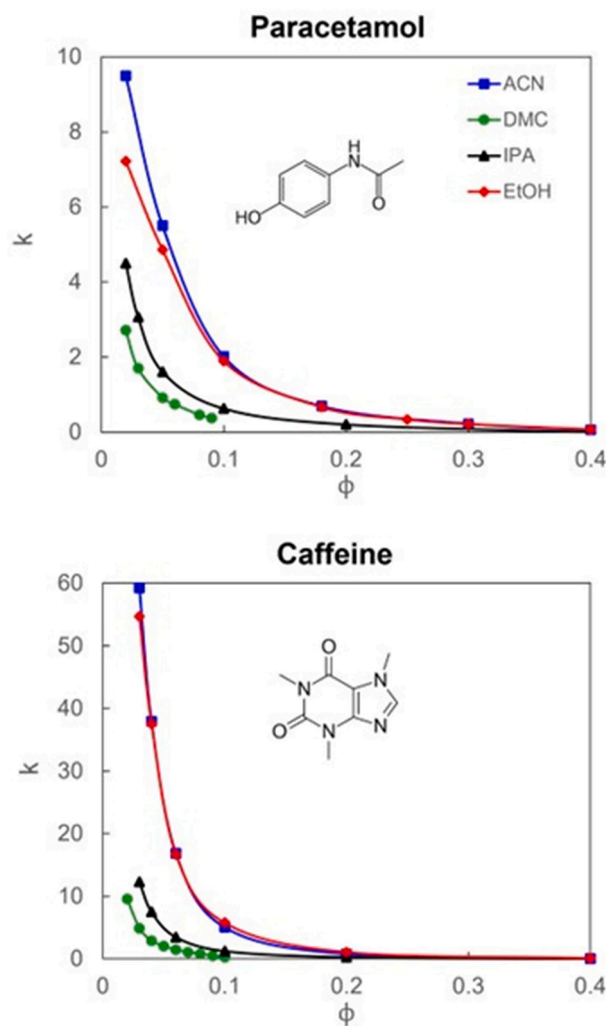 Paracetamol
10
8
6
4
2
0
k
0 0.1 0.2 0.3 0.4
ϕ
ACN
DMC
IPA
EtOH
H
N
O
HO
Caffeine
60
50
40
30
20
10
0
k
0 0.1 0.2 0.3 0.4
ϕ
O
N
N
O
N
N